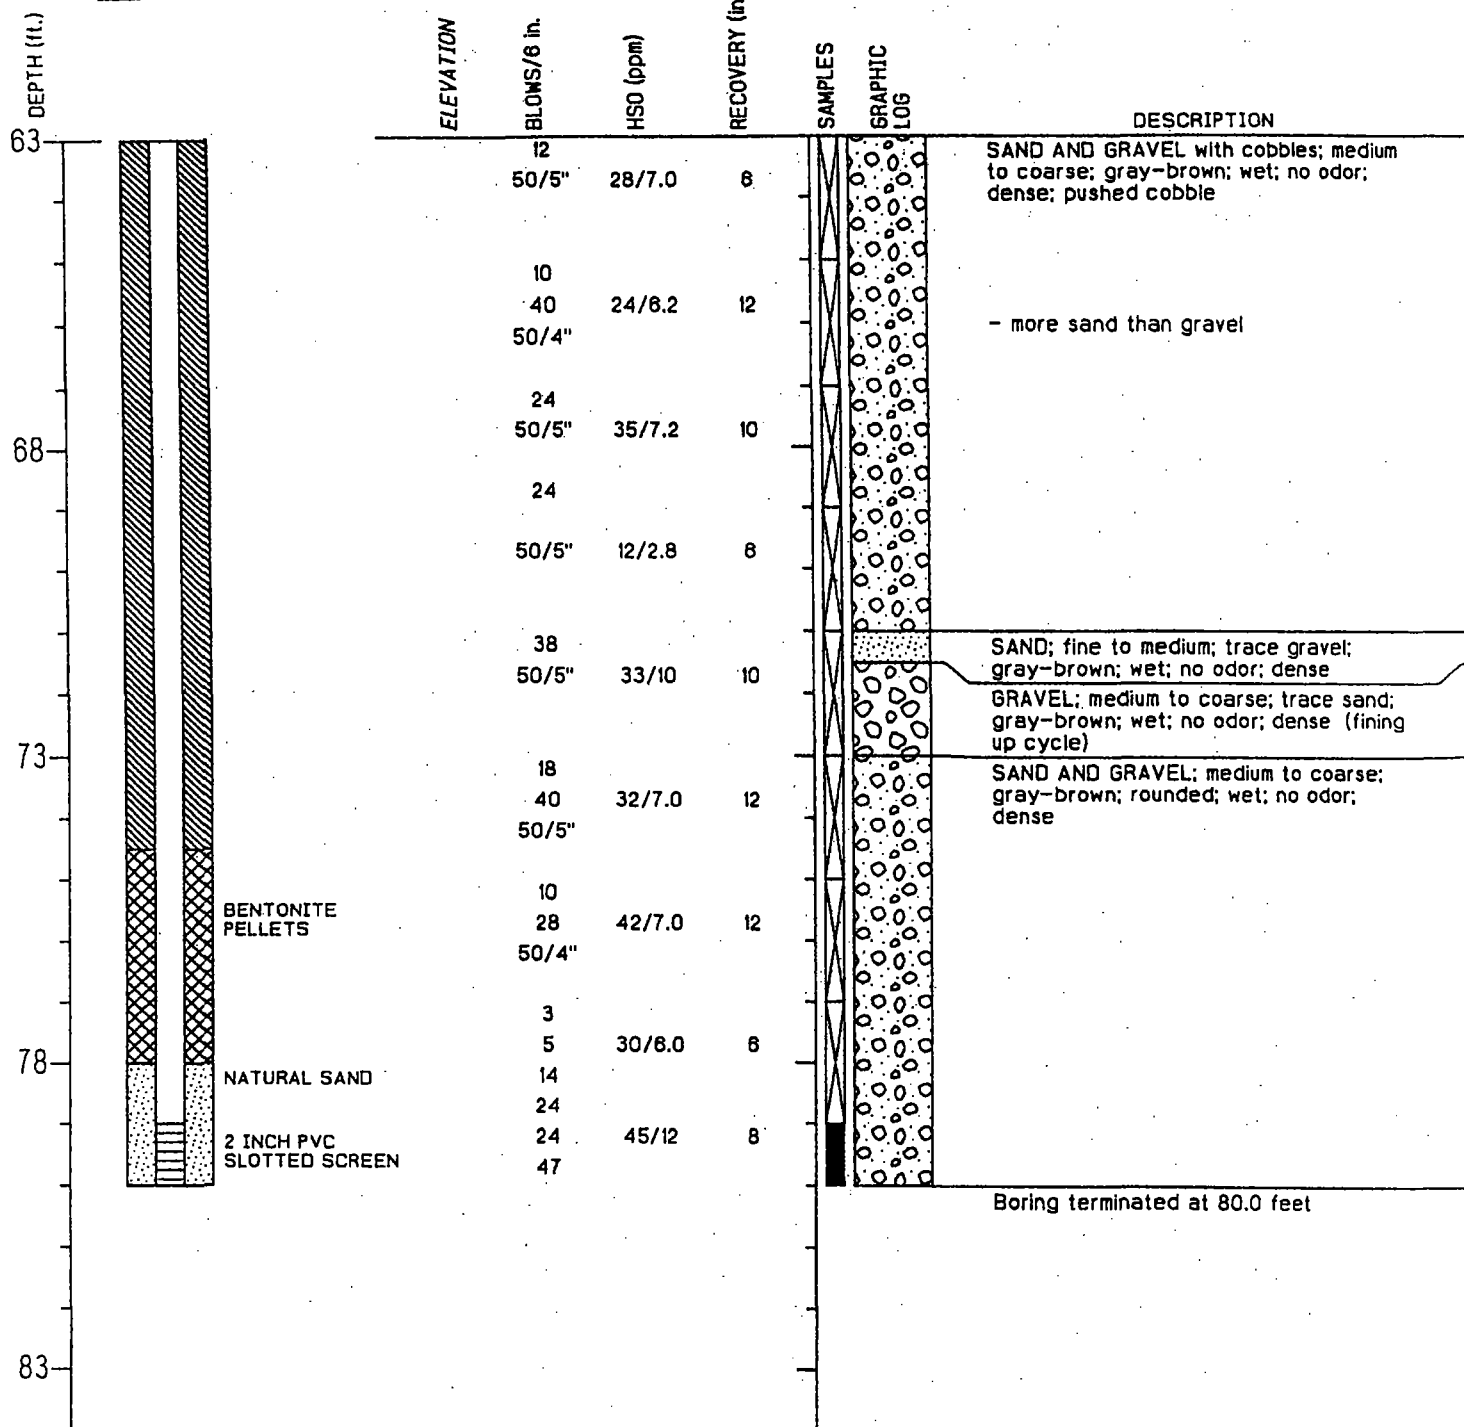 DEPTH (ft.)
ELEVATION
BLOWS/6 in.
HSO (ppm)
RECOVERY (in
SAMPLES
GRAPHIC
LOG
DESCRIPTION
63
12
50/5" 28/7.0 6
SAND AND GRAVEL with cobbles; medium
to coarse; gray-brown; wet; no odor;
dense; pushed cobble
10
40 24/6.2 12
50/4"
- more sand than gravel
24
50/5" 35/7.2 10
68
24
50/5" 12/2.8 6
38
50/5" 33/10 10
SAND; fine to medium; trace gravel;
gray-brown; wet; no odor; dense
GRAVEL; medium to coarse; trace sand;
gray-brown; wet; no odor; dense (fining
up cycle)
73
18
40 32/7.0 12
50/5"
SAND AND GRAVEL; medium to coarse;
gray-brown; rounded; wet; no odor;
dense
BENTONITE
PELLETS
10
28 42/7.0 12
50/4"
3
5 30/6.0 6
14
78
NATURAL SAND
24
24 45/12 8
47
2 INCH PVC
SLOTTED SCREEN
Boring terminated at 80.0 feet
83